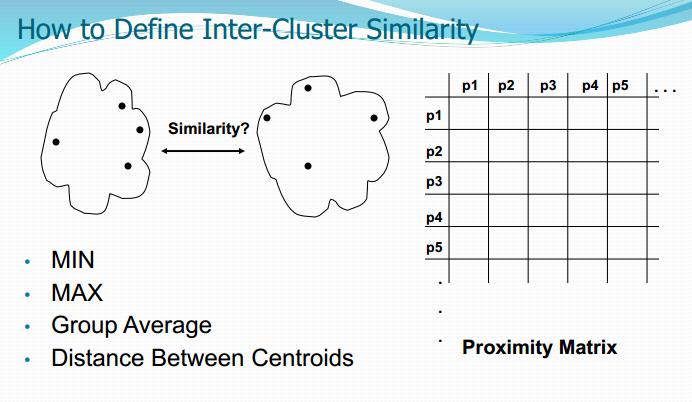 How to Define Inter-Cluster Similarity
Similarity?
p1 p2 p3 p4 p5 . . .
p1
p2
p3
p4
p5
.
.
.
• MIN
• MAX
• Group Average
• Distance Between Centroids
Proximity Matrix